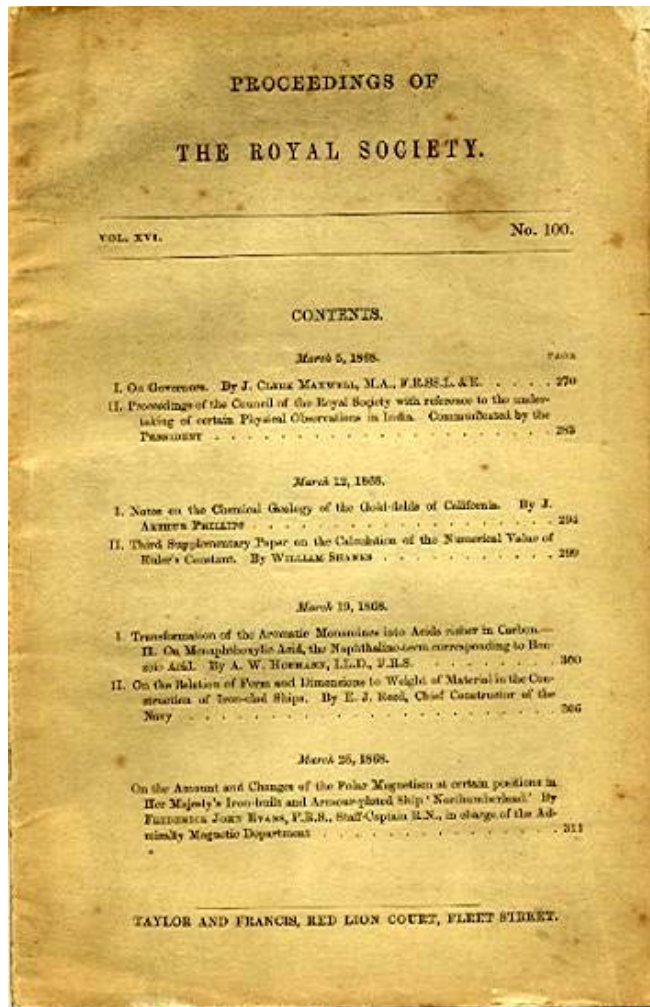 PROCEEDINGS OF
THE ROYAL SOCIETY.
VOL. XVI. No. 100.
CONTENTS.
March 5, 1868.
PAGE
I. On Governors. By J. CLERK MAXWELL, M.A., F.R.SS.L. & E. . . . . . 270
II. Proceedings of the Council of the Royal Society with reference to the under-
taking of certain Physical Observations in India. Communicated by the
PRESIDENT . . . . . . . . . . . . . . . . . . . . 283
March 12, 1868.
I. Notes on the Chemical Geology of the Gold-fields of California. By J.
ARTHUR PHILLIPS . . . . . . . . . . . . . . . . . . 294
II. Third Supplementary Paper on the Calculation of the Numerical Value of
Euler's Constant. By WILLIAM SHANKS . . . . . . . . . . 299
March 19, 1868.
I. Transformation of the Aromatic Monamines into Acids richer in Carbon.—
II. On Menaphthoxylic Acid, the Naphthaline-term corresponding to Ben-
zoic Acid. By A. W. HOFMANN, LL.D., F.R.S. . . . . . . . . 300
II. On the Relation of Form and Dimensions to Weight of Material in the Con-
struction of Iron-clad Ships. By E. J. Reed, Chief Constructor of the
Navy . . . . . . . . . . . . . . . . . . . . . . 306
March 26, 1868.
On the Amount and Changes of the Polar Magnetism at certain positions in
Her Majesty's Iron-built and Armour-plated Ship 'Northumberland.' By
FREDERICK JOHN EVANS, F.R.S., Staff-Captain R.N., in charge of the Ad-
miralty Magnetic Department . . . . . . . . . . . . . . 311
TAYLOR AND FRANCIS, RED LION COURT, FLEET STREET.